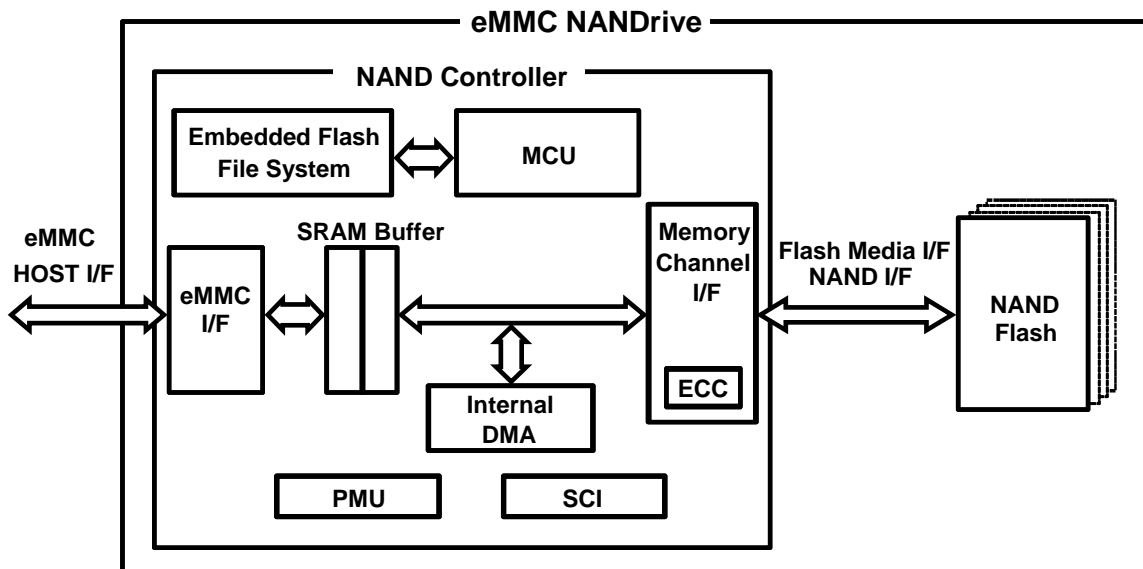 eMMC NANDrive
NAND Controller
Embedded Flash
File System
MCU
eMMC
HOST I/F
eMMC
I/F
SRAM Buffer
Internal
DMA
Memory
Channel
I/F
ECC
Flash Media I/F
NAND I/F
NAND
Flash
PMU
SCI